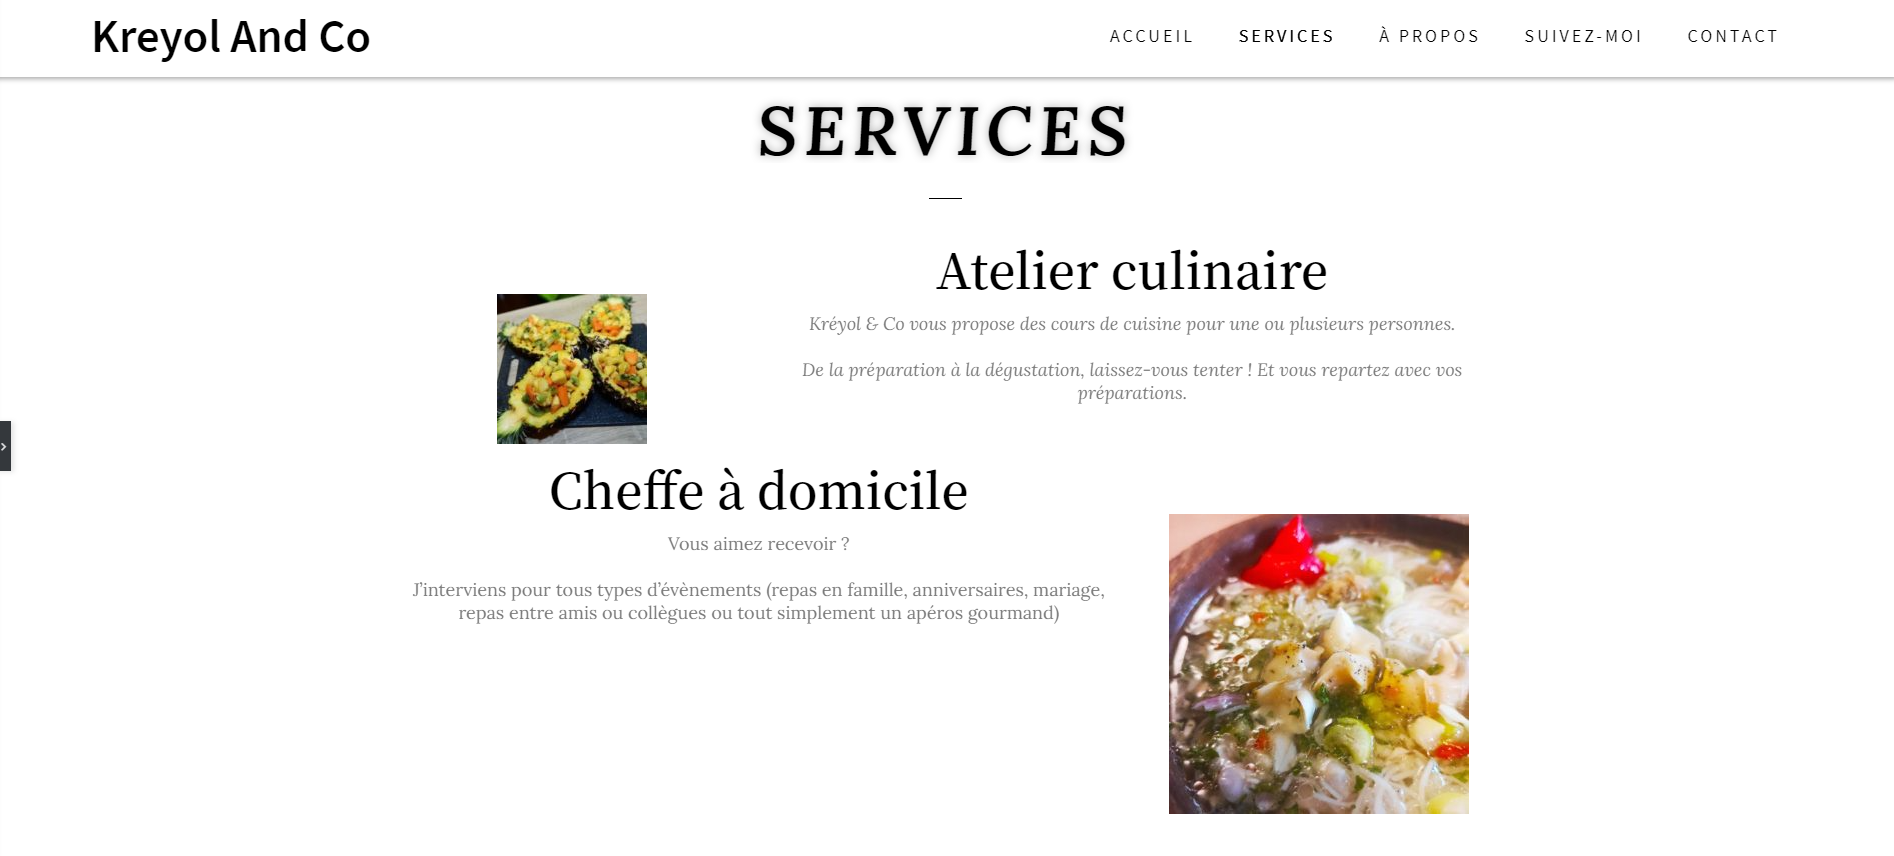 Kreyol And Co
ACCUEIL SERVICES À PROPOS SUIVEZ-MOI CONTACT
SERVICES
Atelier culinaire
Kréyol & Co vous propose des cours de cuisine pour une ou plusieurs personnes.
De la préparation à la dégustation, laissez-vous tenter ! Et vous repartez avec vos
préparations.
Cheffe à domicile
Vous aimez recevoir ?
J’interviens pour tous types d’évènements (repas en famille, anniversaires, mariage,
repas entre amis ou collègues ou tout simplement un apéros gourmand)